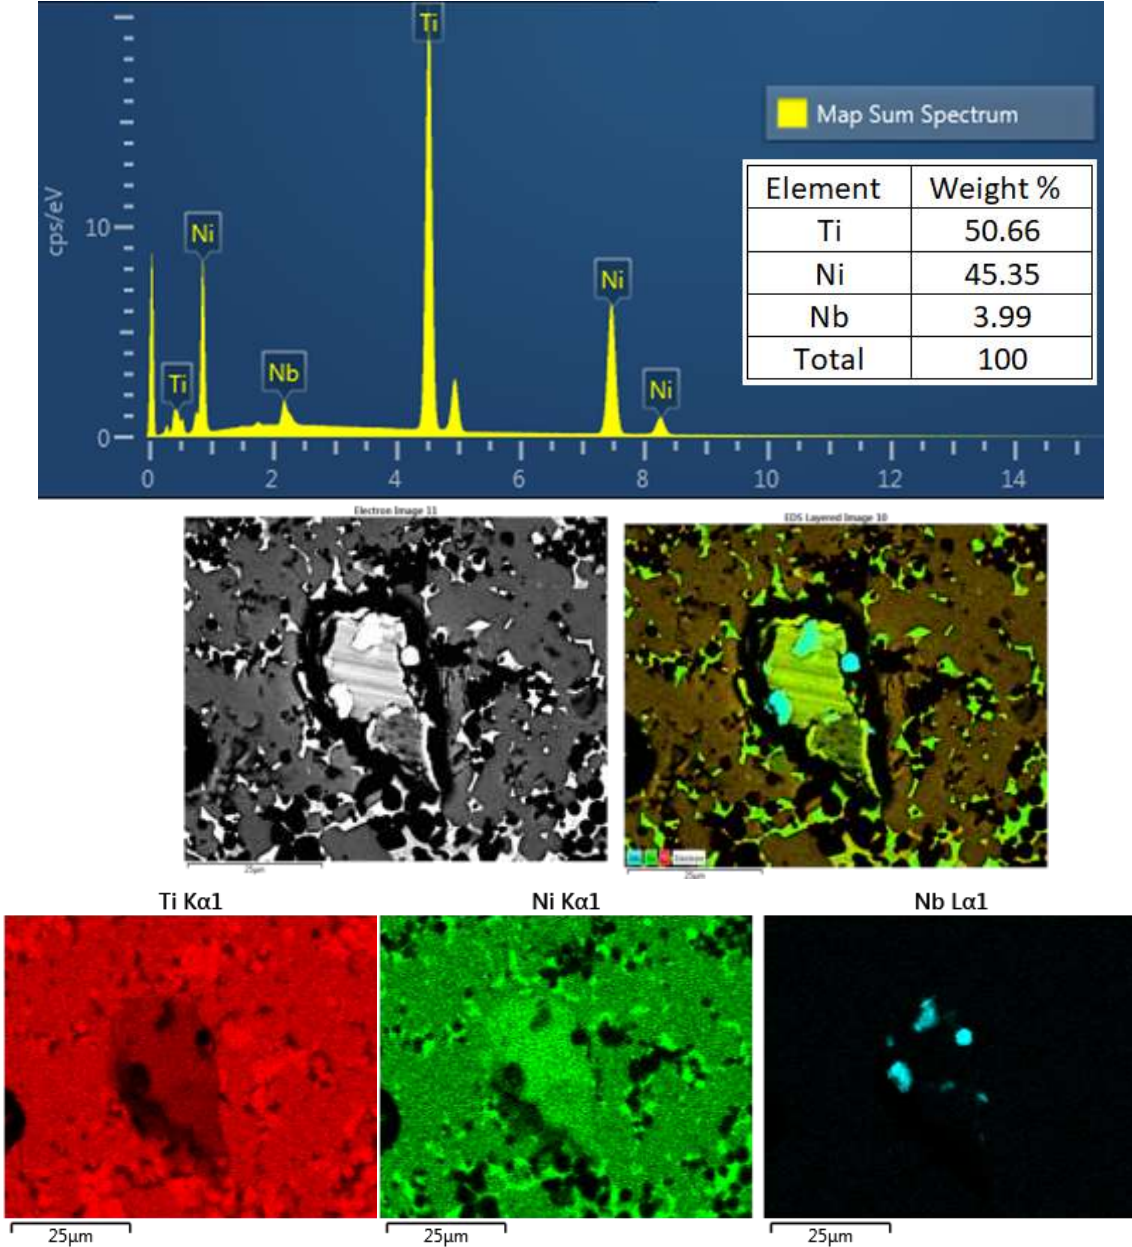 Ti
Map Sum Spectrum
Element Weight %
Ti 50.66
Ni 45.35
Nb 3.99
Total 100
cps/eV
10
0
Ni
Ti
Nb
Ni
Ni
0 2 4 6 8 10 12 14
Electron Image 11
EDS Layered Image 10
25µm
25µm
Ti Kα1 Ni Kα1 Nb Lα1
25µm 25µm 25µm